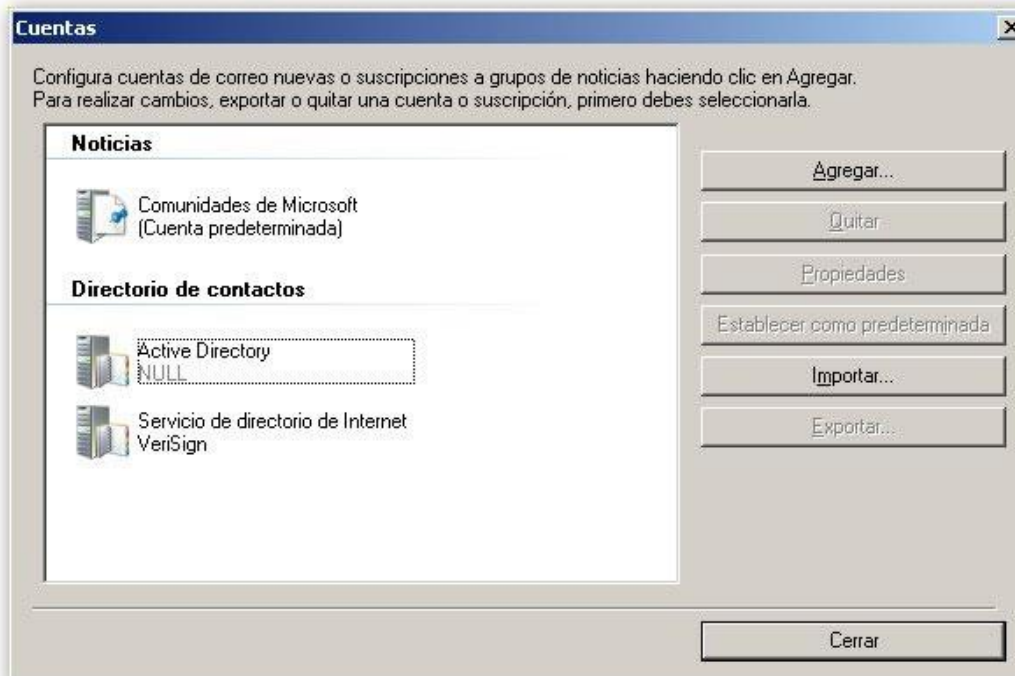 Cuentas
Configura cuentas de correo nuevas o suscripciones a grupos de noticias haciendo clic en Agregar.
Para realizar cambios, exportar o quitar una cuenta o suscripción, primero debes seleccionarla.
Noticias
Comunidades de Microsoft
(Cuenta predeterminada)
Directorio de contactos
Active Directory
NULL
Servicio de directorio de Internet
VeriSign
Agregar...
Quitar
Propiedades
Establecer como predeterminada
Importar...
Exportar...
Cerrar